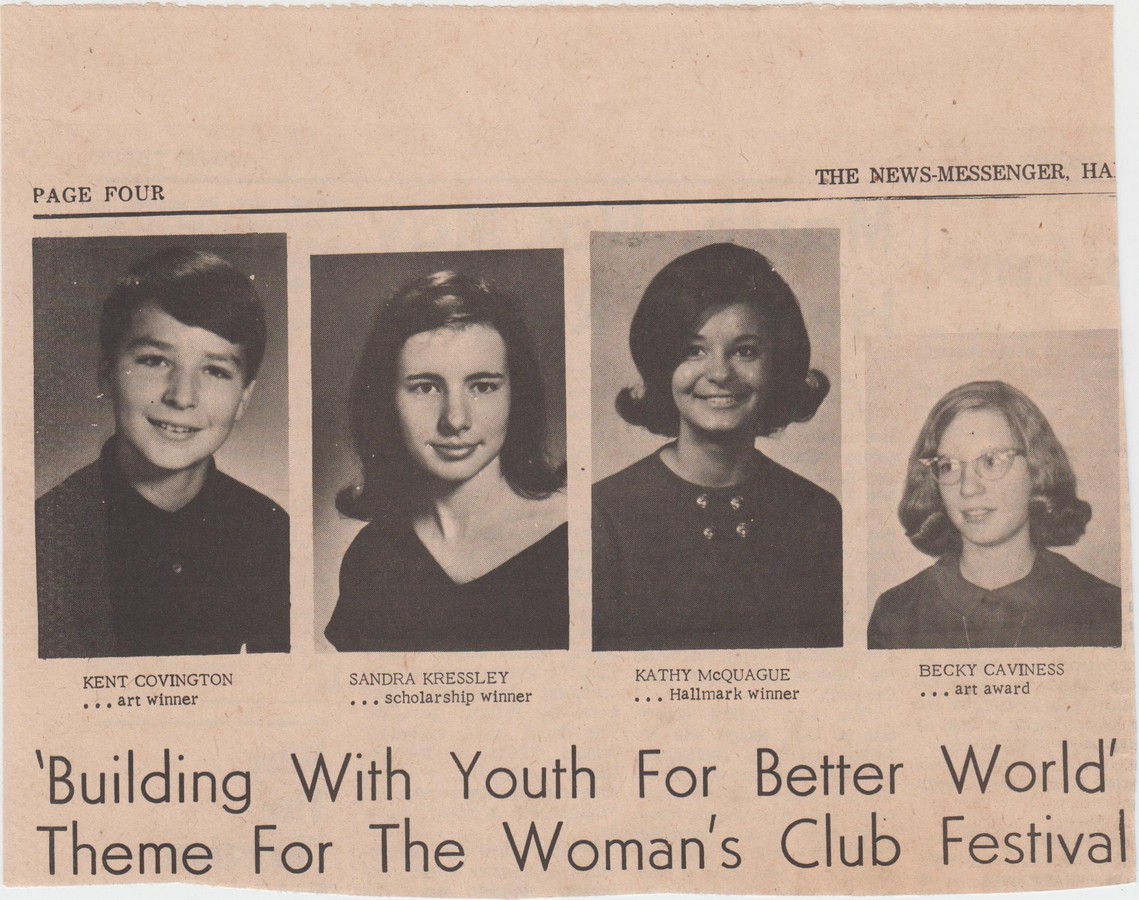 PAGE FOUR
THE NEWS-MESSENGER, HA
KENT COVINGTON
...art winner
SANDRA KRESSLEY
...scholarship winner
KATHY McQUAGUE
...Hallmark winner
BECKY CAVINESS
...art award
'Building With Youth For Better World'
Theme For The Woman's Club Festival